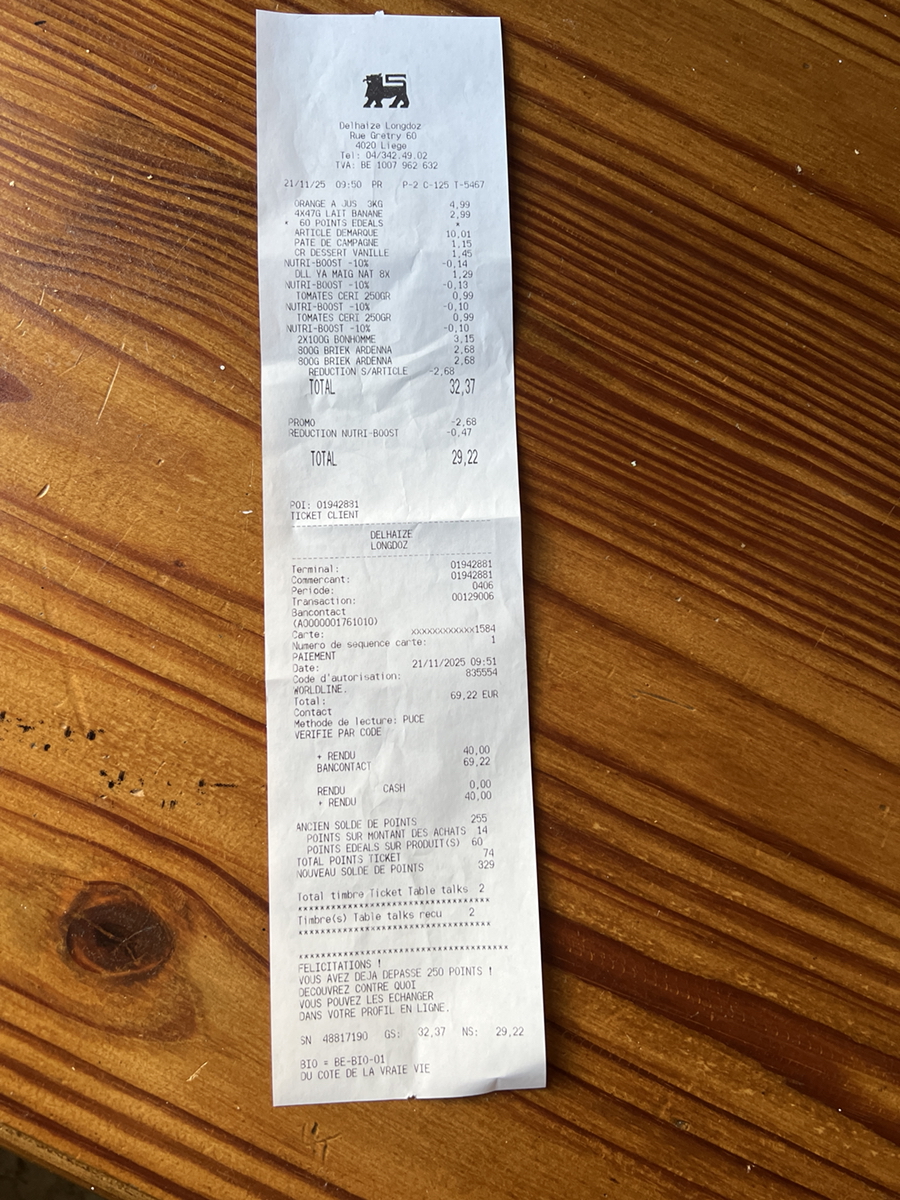 Delhaize Longdoz
Rue Gretry 60
4020 Liege
Tel: 04/342.49.02
TVA: BE 1007 962 632
21/11/25 09:50 PR P-2 C-125 T-5467
ORANGE A JUS 3KG 4,99
4X47G LAIT BANANE 2,99
* 60 POINTS EDEALS *
ARTICLE DEMARQUE 10,01
PATE DE CAMPAGNE 1,15
CR DESSERT VANILLE 1,45
NUTRI-BOOST -10% -0,14
DLL YA MAIG NAT 8X 1,29
NUTRI-BOOST -10% -0,13
TOMATES CERI 250GR 0,99
NUTRI-BOOST -10% -0,10
TOMATES CERI 250GR 0,99
NUTRI-BOOST -10% -0,10
2X100G BONHOMME 3,15
800G BRIEK ARDENNA 2,68
800G BRIEK ARDENNA 2,68
REDUCTION S/ARTICLE -2,68
TOTAL 32,37
PROMO -2,68
REDUCTION NUTRI-BOOST -0,47
TOTAL 29,22
POI: 01942881
TICKET CLIENT
DELHAIZE
LONGDOZ
Terminal: 01942881
Commercant: 01942881
Periode: 0406
Transaction: 00129006
Bancontact
(A0000001761010)
Carte: xxxxxxxxxxxx1584
Numero de sequence carte: 1
PAIEMENT
Date: 21/11/2025 09:51
Code d'autorisation: 835554
WORLDLINE.
Total: 69,22 EUR
Contact
Methode de lecture: PUCE
VERIFIE PAR CODE
+ RENDU 40,00
BANCONTACT 69,22
RENDU CASH 0,00
+ RENDU 40,00
ANCIEN SOLDE DE POINTS 255
POINTS SUR MONTANT DES ACHATS 14
POINTS EDEALS SUR PRODUIT(S) 60
TOTAL POINTS TICKET 74
NOUVEAU SOLDE DE POINTS 329
Total timbre Ticket Table talks 2
****************************************
Timbre(s) Table talks recu 2
****************************************
****************************************
FELICITATIONS !
VOUS AVEZ DEJA DEPASSE 250 POINTS !
DECOUVREZ CONTRE QUOI
VOUS POUVEZ LES ECHANGER
DANS VOTRE PROFIL EN LIGNE.
SN 48817190 GS: 32,37 NS: 29,22
BIO = BE-BIO-01
DU COTE DE LA VRAIE VIE